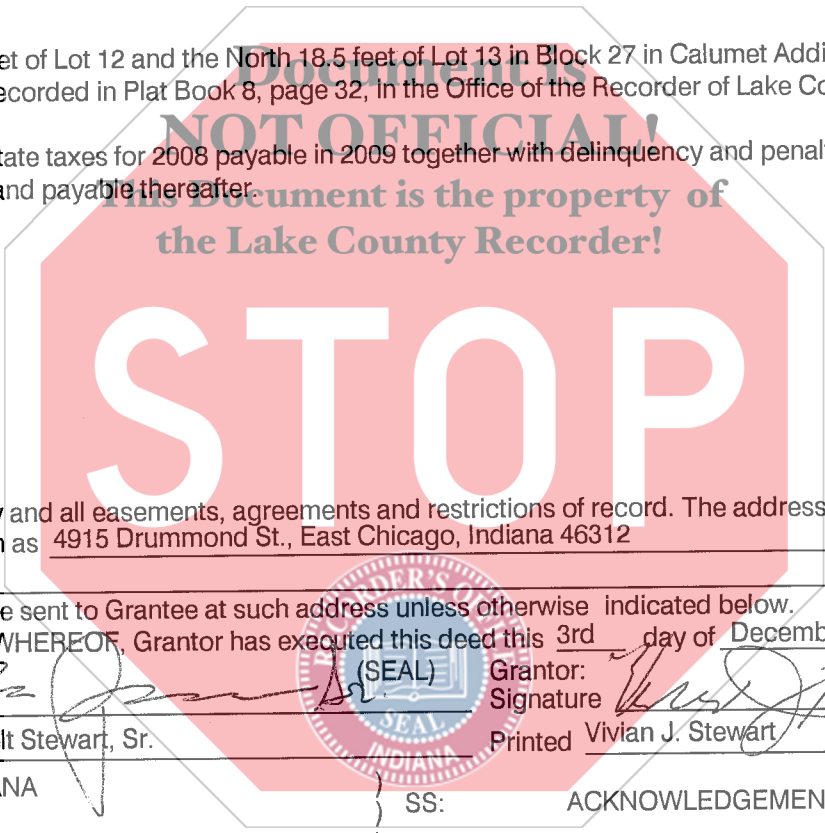 et of Lot 12 and the North 18.5 feet of Lot 13 in Block 27 in Calumet Addi
ecorded in Plat Book 8, page 32, in the Office of the Recorder of Lake Co
Document is
NOT OFFICIAL!
This Document is the property of
the Lake County Recorder!
tate taxes for 2008 payable in 2009 together with delinquency and penal
and payable thereafter.
STOP
y and all easements, agreements and restrictions of record. The address
n as 4915 Drummond St., East Chicago, Indiana 46312
e sent to Grantee at such address unless otherwise indicated below.
WHEREOF, Grantor has executed this deed this 3rd day of Decemb
(SEAL) Grantor:
Signature
lt Stewart, Sr. Printed Vivian J. Stewart
RECORDER'S OFFICE
SEAL
INDIANA
NA
SS: ACKNOWLEDGEMEN